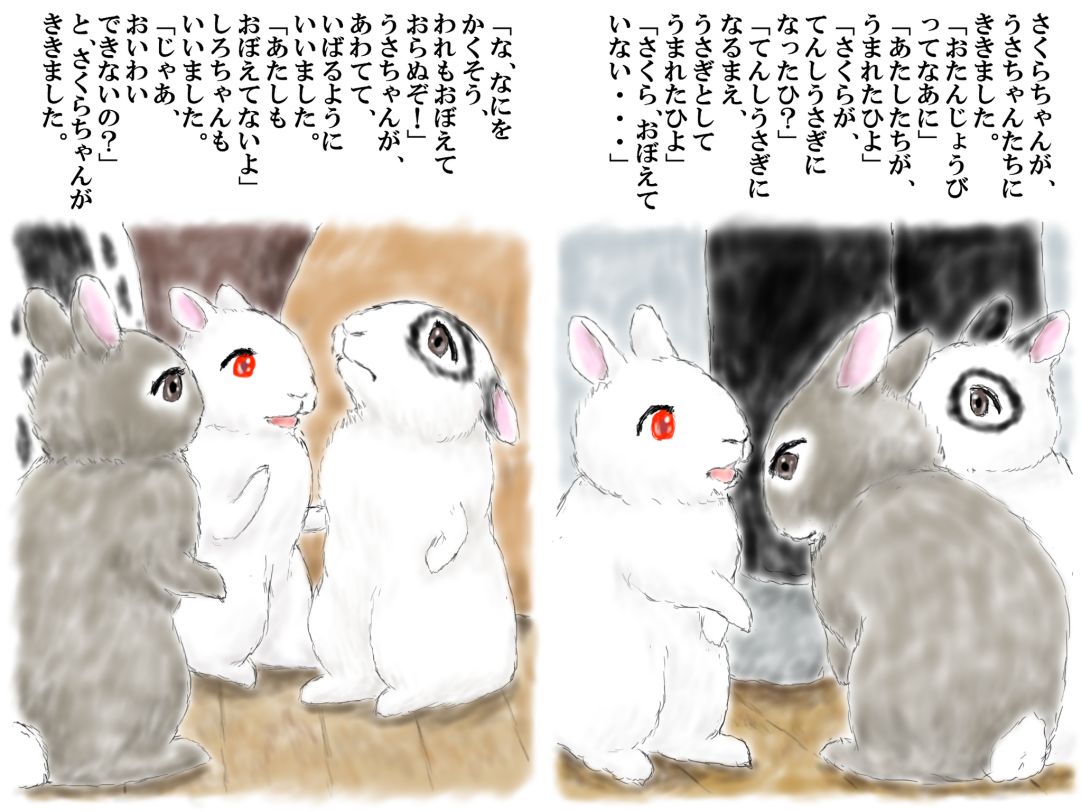 さくらちゃんが、
うさちゃんたちに
ききました。
「おたんじょうび
ってなあに」
「あたしたちが、
うまれたひよ」
「さくらが、
てんしうさぎに
なったひ?」
「てんしうさぎに
なるまえ、
うさぎとして
うまれたひよ」
「さくら、おぼえて
いない・・・・」
「な、なにを
かくそう、
われもおぼえて
おらぬぞ!」
うさちゃんが、
あわてて、
いばるように
いいました。
「あたしも
おぼえてないよ」
しろちゃんも
いいました。
「じゃあ、
おいわい
できないの?」
と、さくらちゃんが
ききました。